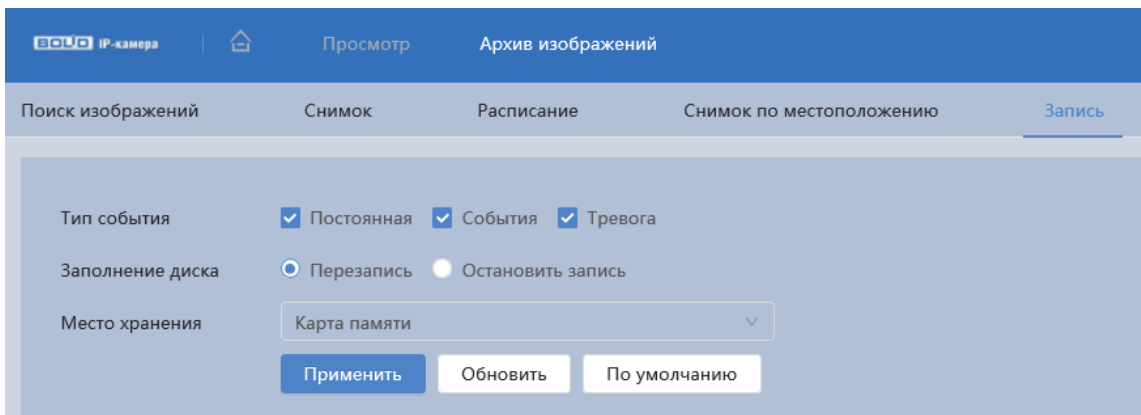 BOLID IP-камера Просмотр Архив изображений
Поиск изображений Снимок Расписание Снимок по местоположению Запись
Тип события Постоянная События Тревога
Заполнение диска Перезапись Остановить запись
Место хранения Карта памяти
Применить Обновить По умолчанию